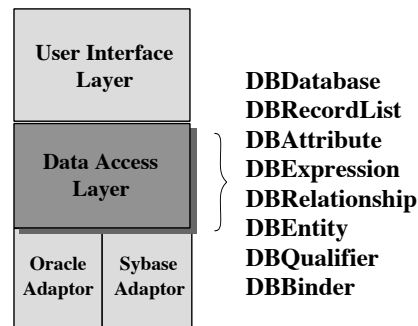 User Interface
Layer
Data Access
Layer
Oracle
Adaptor
Sybase
Adaptor
DBDatabase
DBRecordList
DBAttribute
DBExpression
DBRelationship
DBEntity
DBQualifier
DBBinder